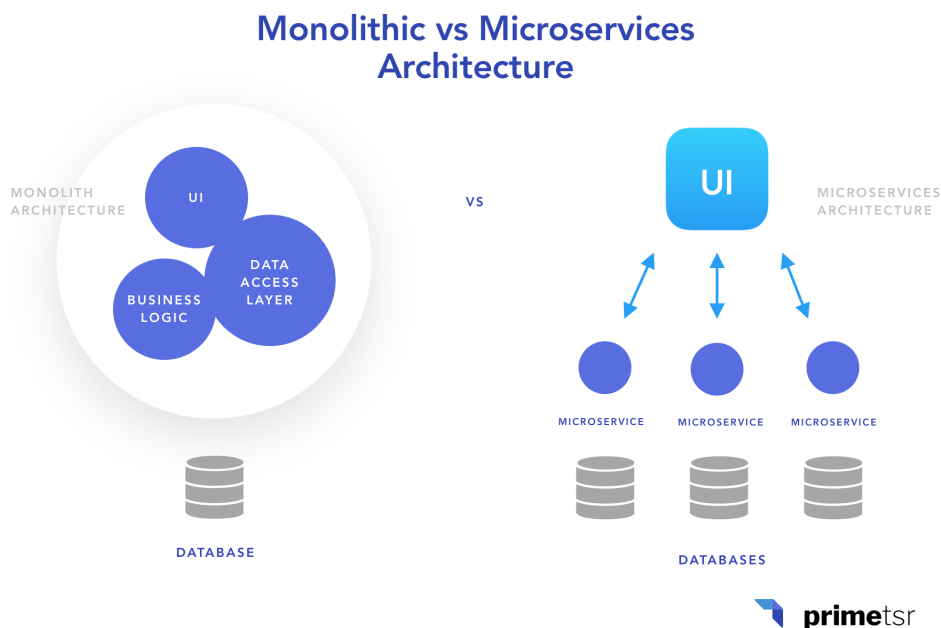 Monolithic vs Microservices
Architecture
MONOLITH
ARCHITECTURE
UI
DATA
ACCESS
LAYER
BUSINESS
LOGIC
DATABASE
VS
UI
MICROSERVICES
ARCHITECTURE
MICROSERVICE
MICROSERVICE
MICROSERVICE
DATABASES
primetsr